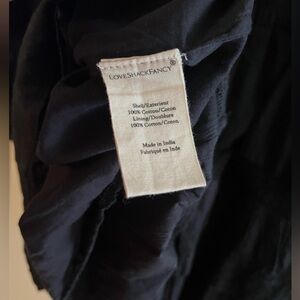 LoveShackFancy®
Shell/Exterieur
100% Cotton/Coton
Lining/Doublure
100% Cotton/Coton
Made in India
Fabriqué en Inde